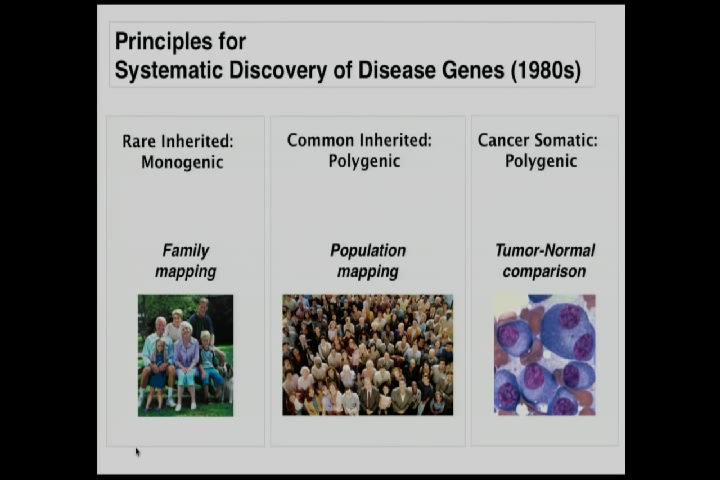 Principles for
Systematic Discovery of Disease Genes (1980s)
Rare Inherited:
Monogenic
Family
mapping
Common Inherited:
Polygenic
Population
mapping
Cancer Somatic:
Polygenic
Tumor-Normal
comparison